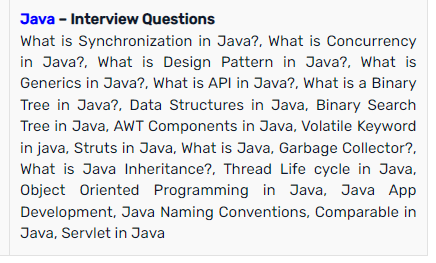 Java – Interview Questions
What is Synchronization in Java?, What is Concurrency
in Java?, What is Design Pattern in Java?, What is
Generics in Java?, What is API in Java?, What is a Binary
Tree in Java?, Data Structures in Java, Binary Search
Tree in Java, AWT Components in Java, Volatile Keyword
in java, Struts in Java, What is Java, Garbage Collector?,
What is Java Inheritance?, Thread Life cycle in Java,
Object Oriented Programming in Java, Java App
Development, Java Naming Conventions, Comparable in
Java, Servlet in Java